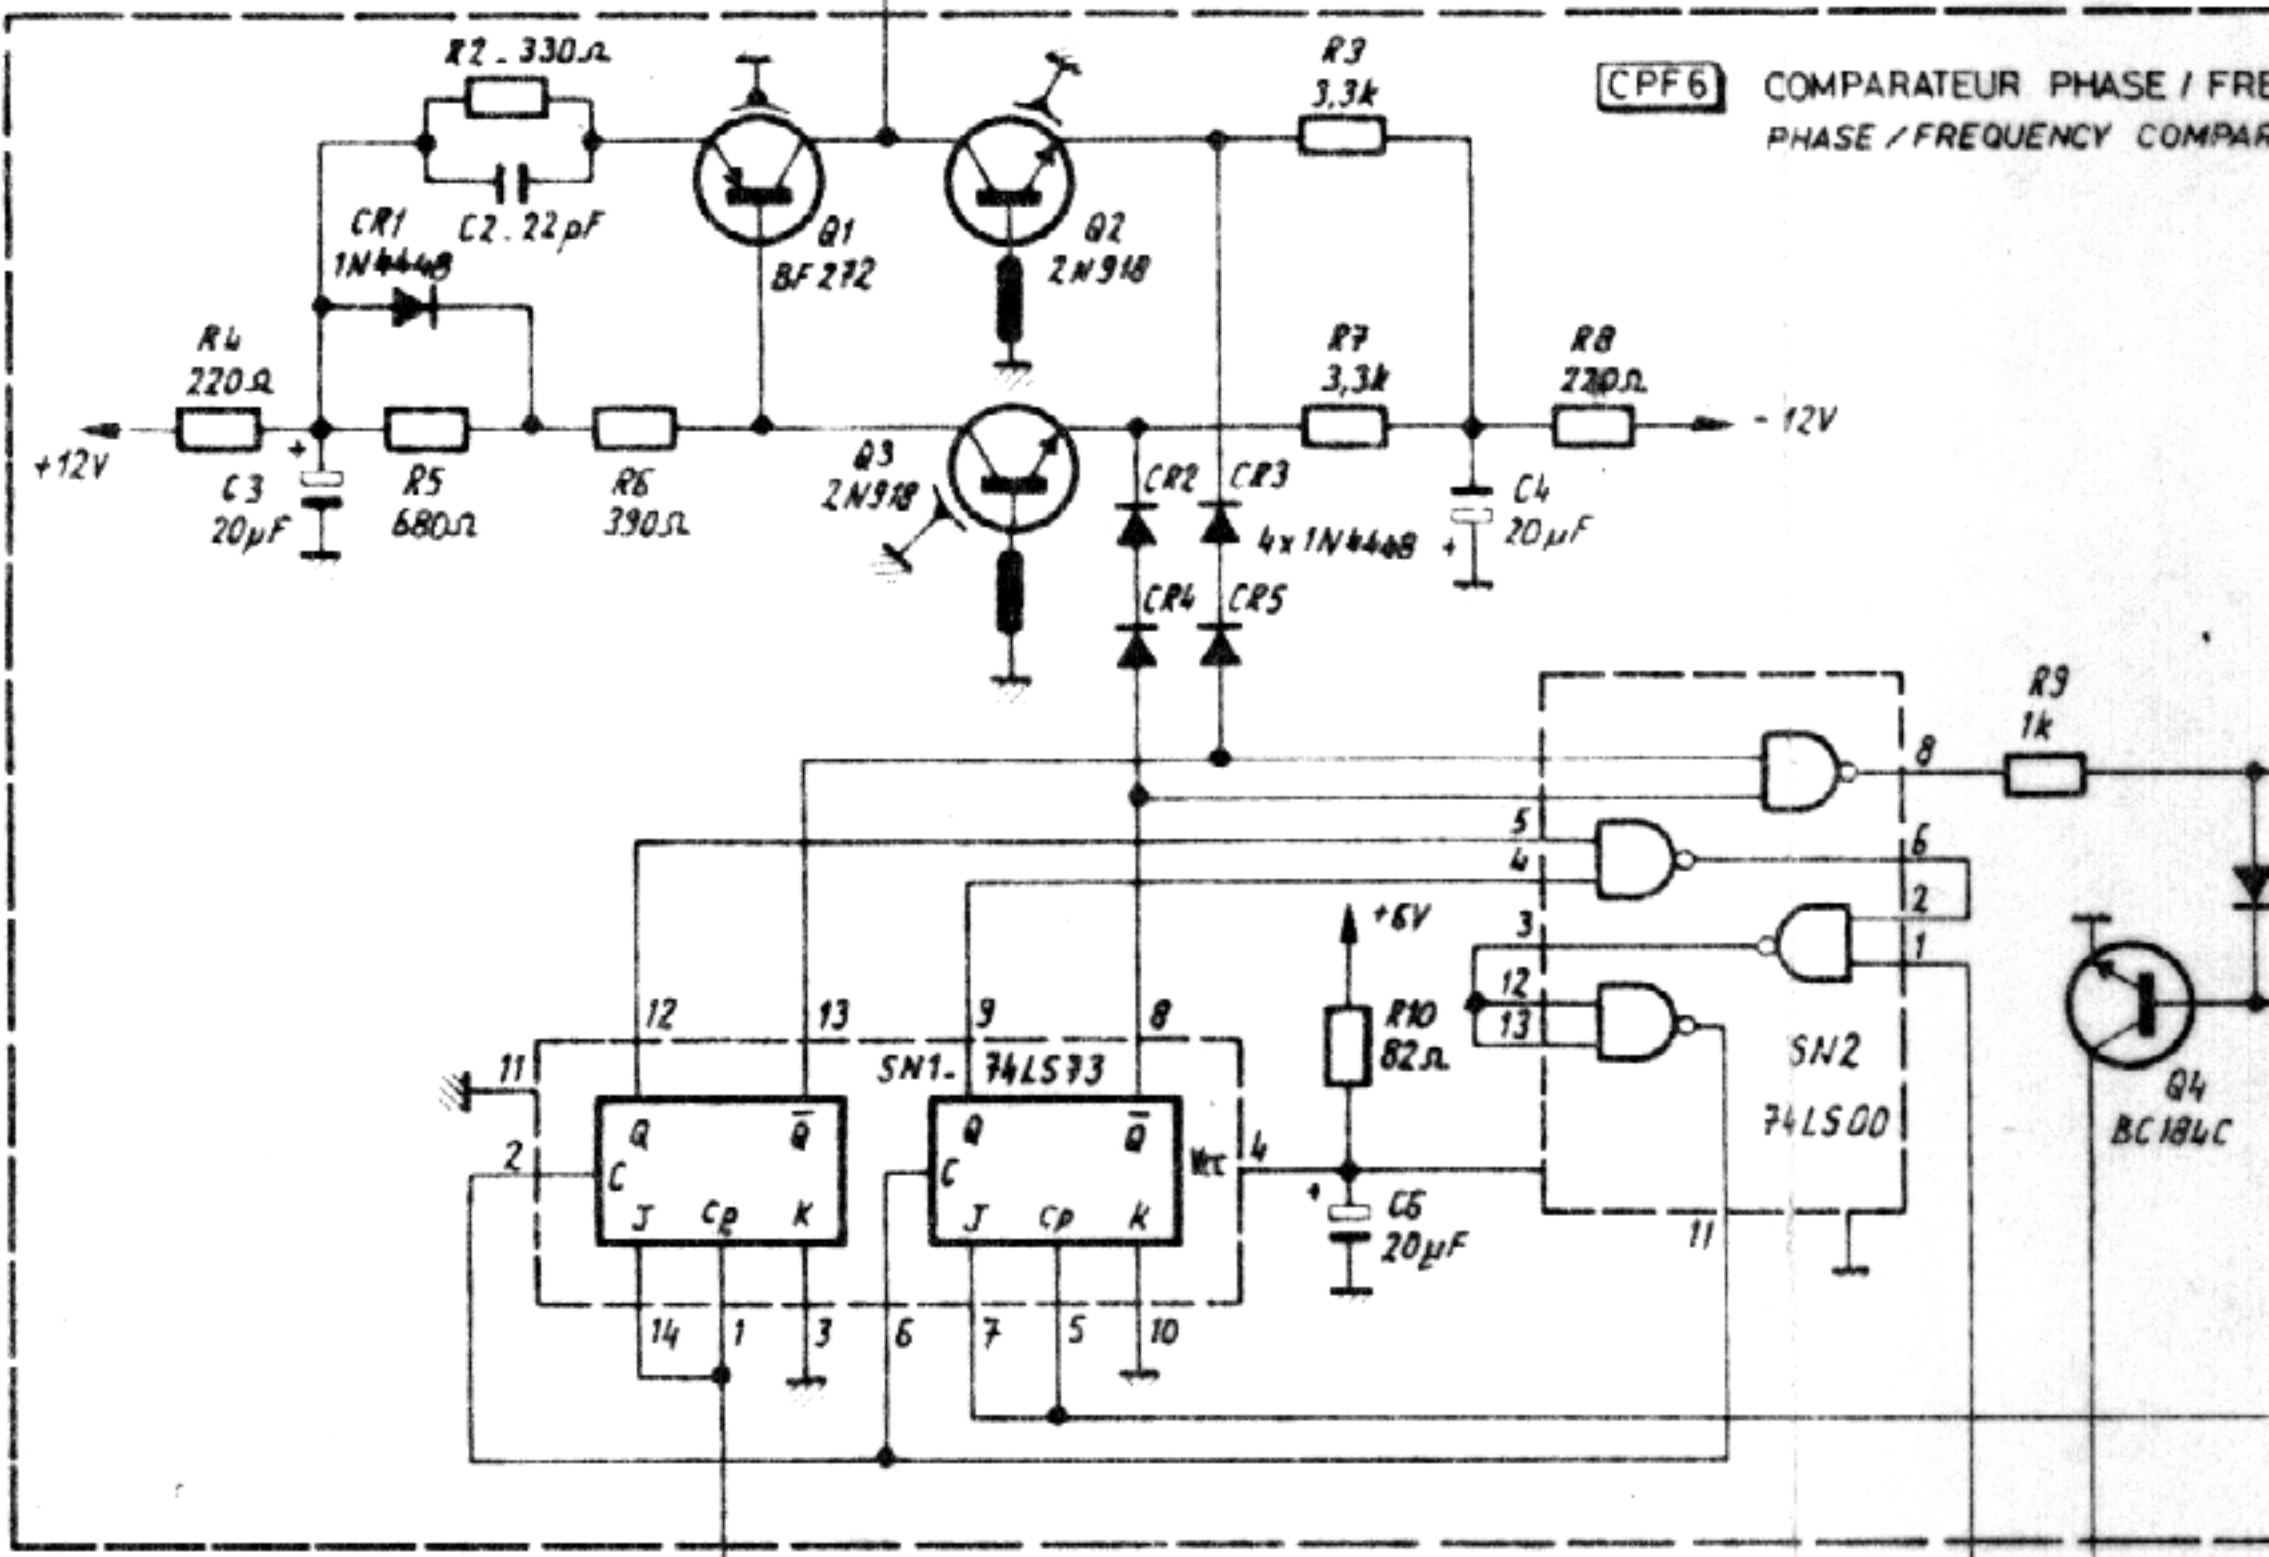 R2 - 330Ω
C2 - 22pF
CR1
1N4448
Q1
BF272
Q2
2N918
R3
3,3k
CPF6
COMPARATEUR PHASE / FRE
PHASE / FREQUENCY COMPAR
R4
220Ω
+12V
+
C3
20µF
R5
680Ω
R6
390Ω
Q3
2N918
R7
3,3k
R8
220Ω
- 12V
CR2
CR3
4x1N4448
CR4
CR5
C4
20µF
+
R9
1k
8
5
4
6
2
1
3
12
13
+6V
R10
82Ω
SN2
74LS00
Q4
BC184C
12
13
9
8
11
SN1 - 74LS73
Q
Q̅
Q
Q̅
2
C
C
Vcc
4
J
Cp
K
J
Cp
K
+
C6
20µF
11
14
1
3
6
7
5
10